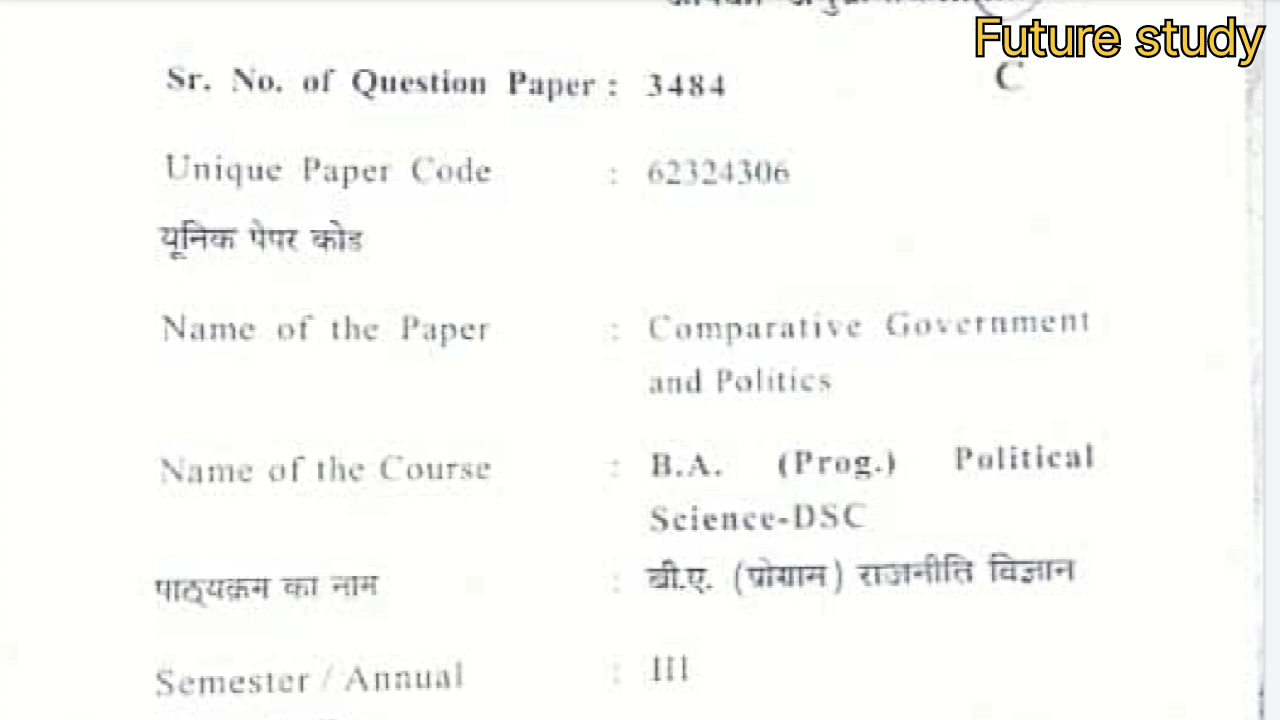 Future study
Sr. No. of Question Paper : 3484 C
Unique Paper Code : 62324306
यूनिक पेपर कोड
Name of the Paper : Comparative Government
and Politics
Name of the Course : B.A. (Prog.) Political
Science-DSC
पाठ्यक्रम का नाम : बी.ए. (प्रोग्राम) राजनीति विज्ञान
Semester / Annual : III